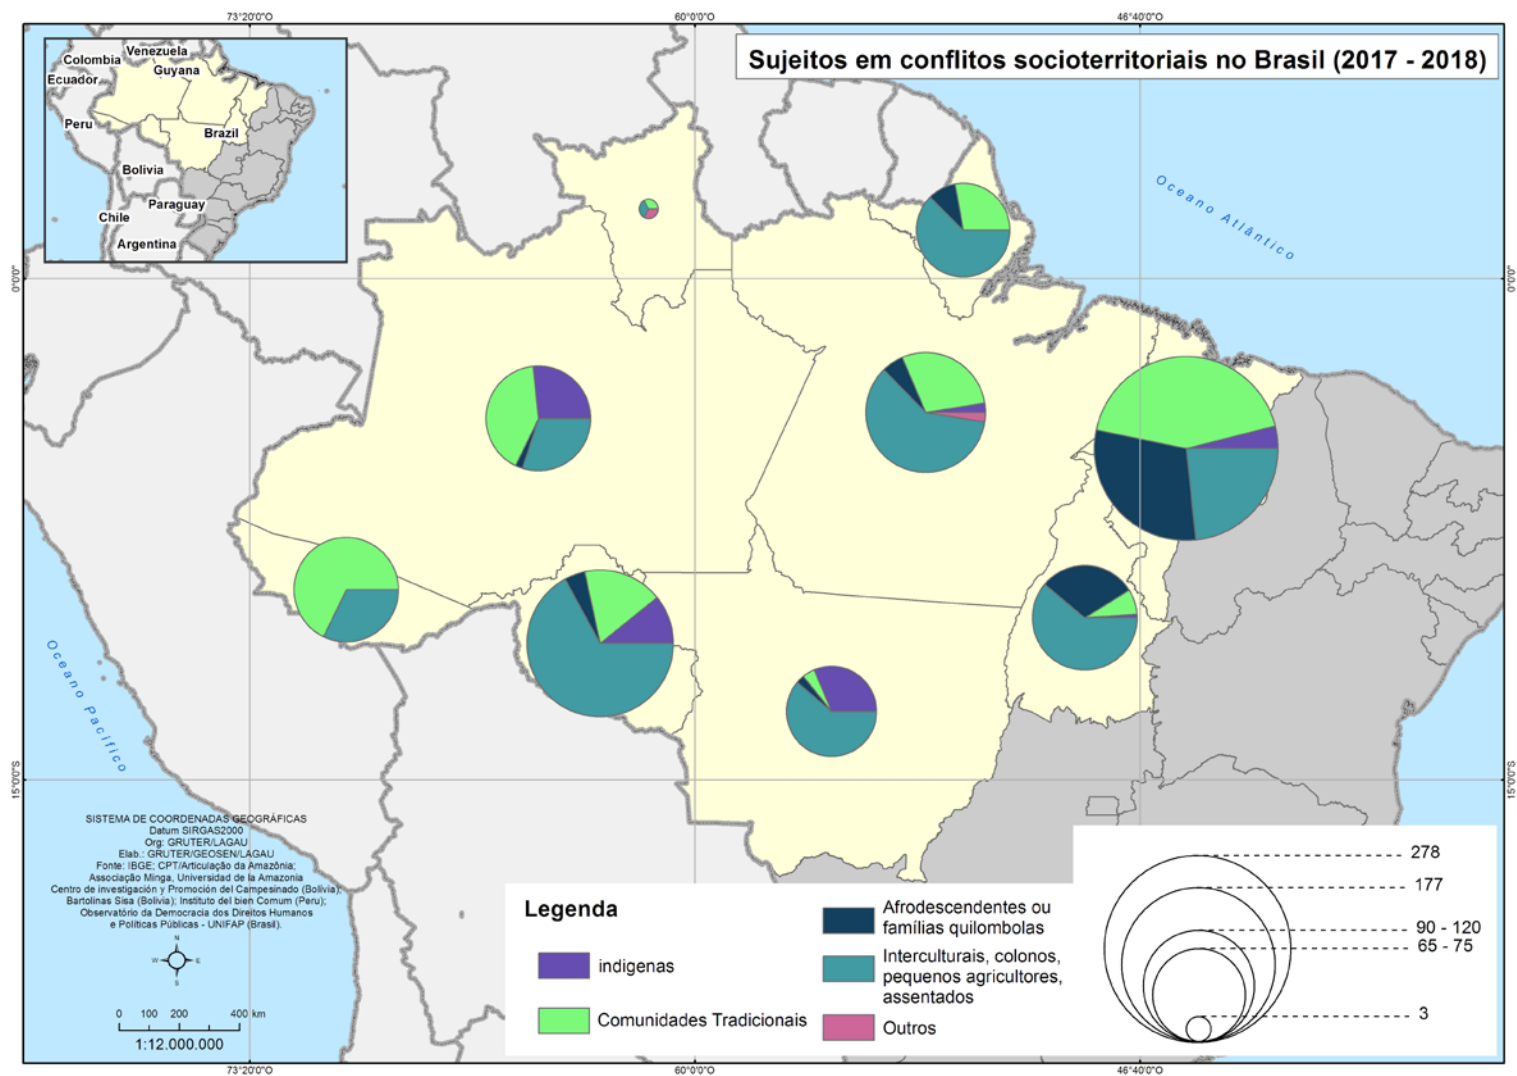 73°20'0"O
60°0'0"O
46°40'0"O
Sujeitos em conflitos socioterritoriais no Brasil (2017 - 2018)
Venezuela
Colombia
Guyana
Ecuador
Peru
Brazil
Bolivia
Paraguay
Chile
Argentina
Oceano Atlântico
0°0'0"
0°0'0"
Oceano Pacífico
15°0'0"S
15°0'0"S
SISTEMA DE COORDENADAS GEOGRÁFICAS
Datum SIRGAS2000
Org: GRUTER/LAGAU
Elab.: GRUTER/GEOSEN/LAGAU
Fonte: IBGE; CPT/Articulação da Amazônia;
Associação Minga, Universidad de la Amazonia
Centro de investigación y Promoción del Campesinado (Bolívia);
Bartolinas Sisa (Bolivia); Instituto del bien Comum (Peru);
Observatório da Democracia dos Direitos Humanos
e Políticas Públicas - UNIFAP (Brasil).
N
W E
S
0 100 200 400 km
1:12.000.000
Legenda
indigenas
Comunidades Tradicionais
Afrodescendentes ou
famílias quilombolas
Interculturais, colonos,
pequenos agricultores,
assentados
Outros
278
177
90 - 120
65 - 75
3
73°20'0"O
60°0'0"O
46°40'0"O